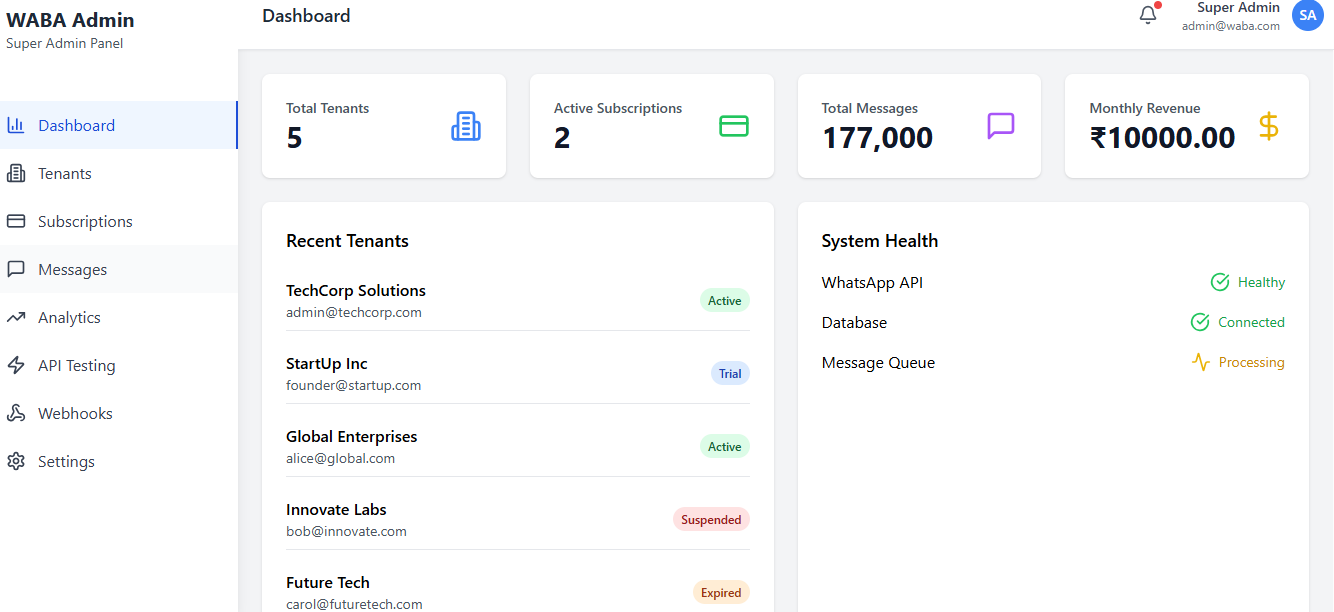 WABA Admin
Super Admin Panel
Dashboard
Tenants
Subscriptions
Messages
Analytics
API Testing
Webhooks
Settings
Dashboard
Super Admin
admin@waba.com
SA
Total Tenants
5
Active Subscriptions
2
Total Messages
177,000
Monthly Revenue
₹10000.00
$
Recent Tenants
TechCorp Solutions
admin@techcorp.com
Active
StartUp Inc
founder@startup.com
Trial
Global Enterprises
alice@global.com
Active
Innovate Labs
bob@innovate.com
Suspended
Future Tech
carol@futuretech.com
Expired
System Health
WhatsApp API
Healthy
Database
Connected
Message Queue
Processing